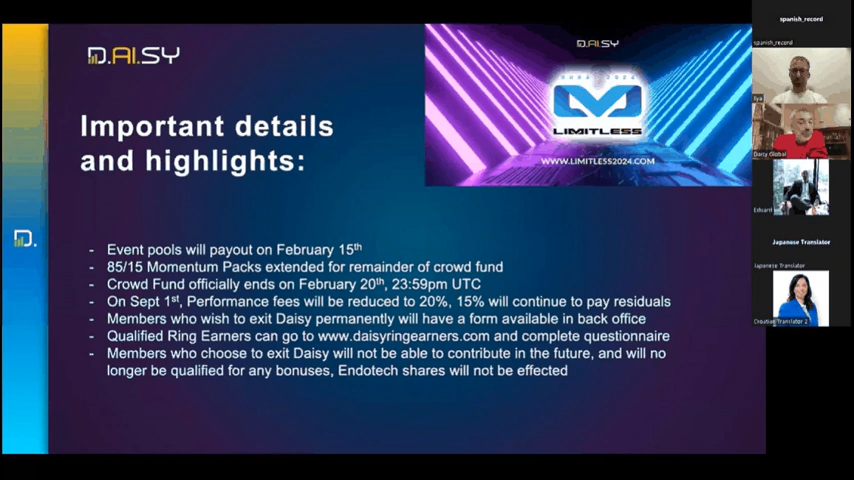 D.AI.SY
Important details
and highlights:
D.AI.SY
DUBAI 2024
LIMITLESS
WWW.LIMITLESS2024.COM
D.
- Event pools will payout on February 15th
- 85/15 Momentum Packs extended for remainder of crowd fund
- Crowd Fund officially ends on February 20th, 23:59pm UTC
- On Sept 1st, Performance fees will be reduced to 20%, 15% will continue to pay residuals
- Members who wish to exit Daisy permanently will have a form available in back office
- Qualified Ring Earners can go to www.daisyringearners.com and complete questionnaire
- Members who choose to exit Daisy will not be able to contribute in the future, and will no
longer be qualified for any bonuses, Endotech shares will not be effected
spanish_record
spanish_record
Ilya
Daisy Global
Eduard
Japanese Translator
Japanese Translator
Croatian Translator 2